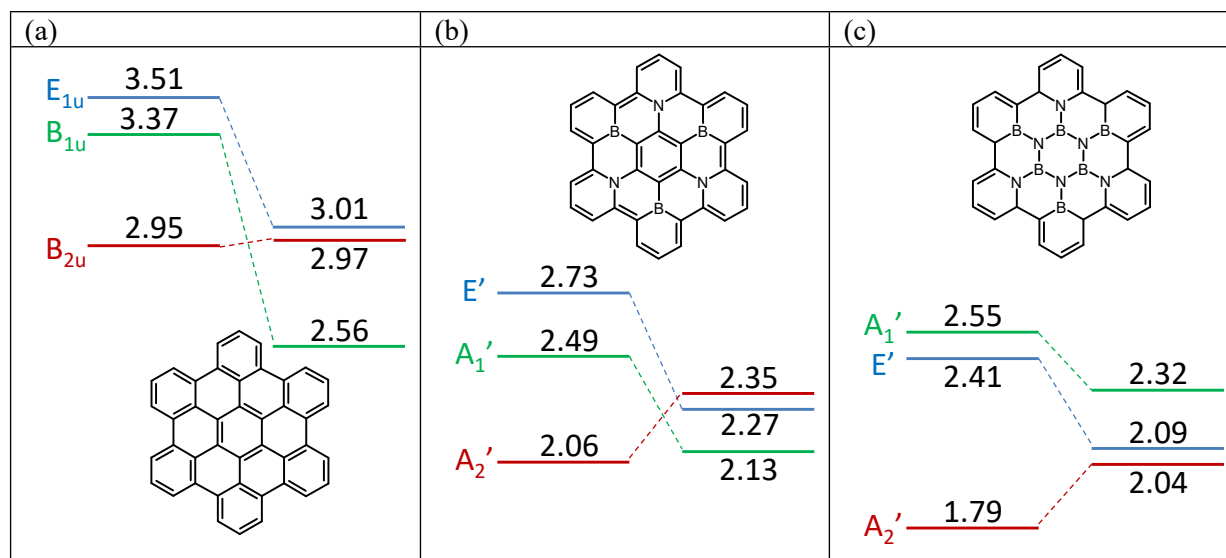 (a)
(b)
(c)
E1u 3.51
B1u 3.37
B2u 2.95
3.01
2.97
2.56
N
B B
N N
B
E' 2.73
A1' 2.49
A2' 2.06
2.35
2.27
2.13
N
B B B
N N
N B B N
N
B
A1' 2.55
E' 2.41
A2' 1.79
2.32
2.09
2.04